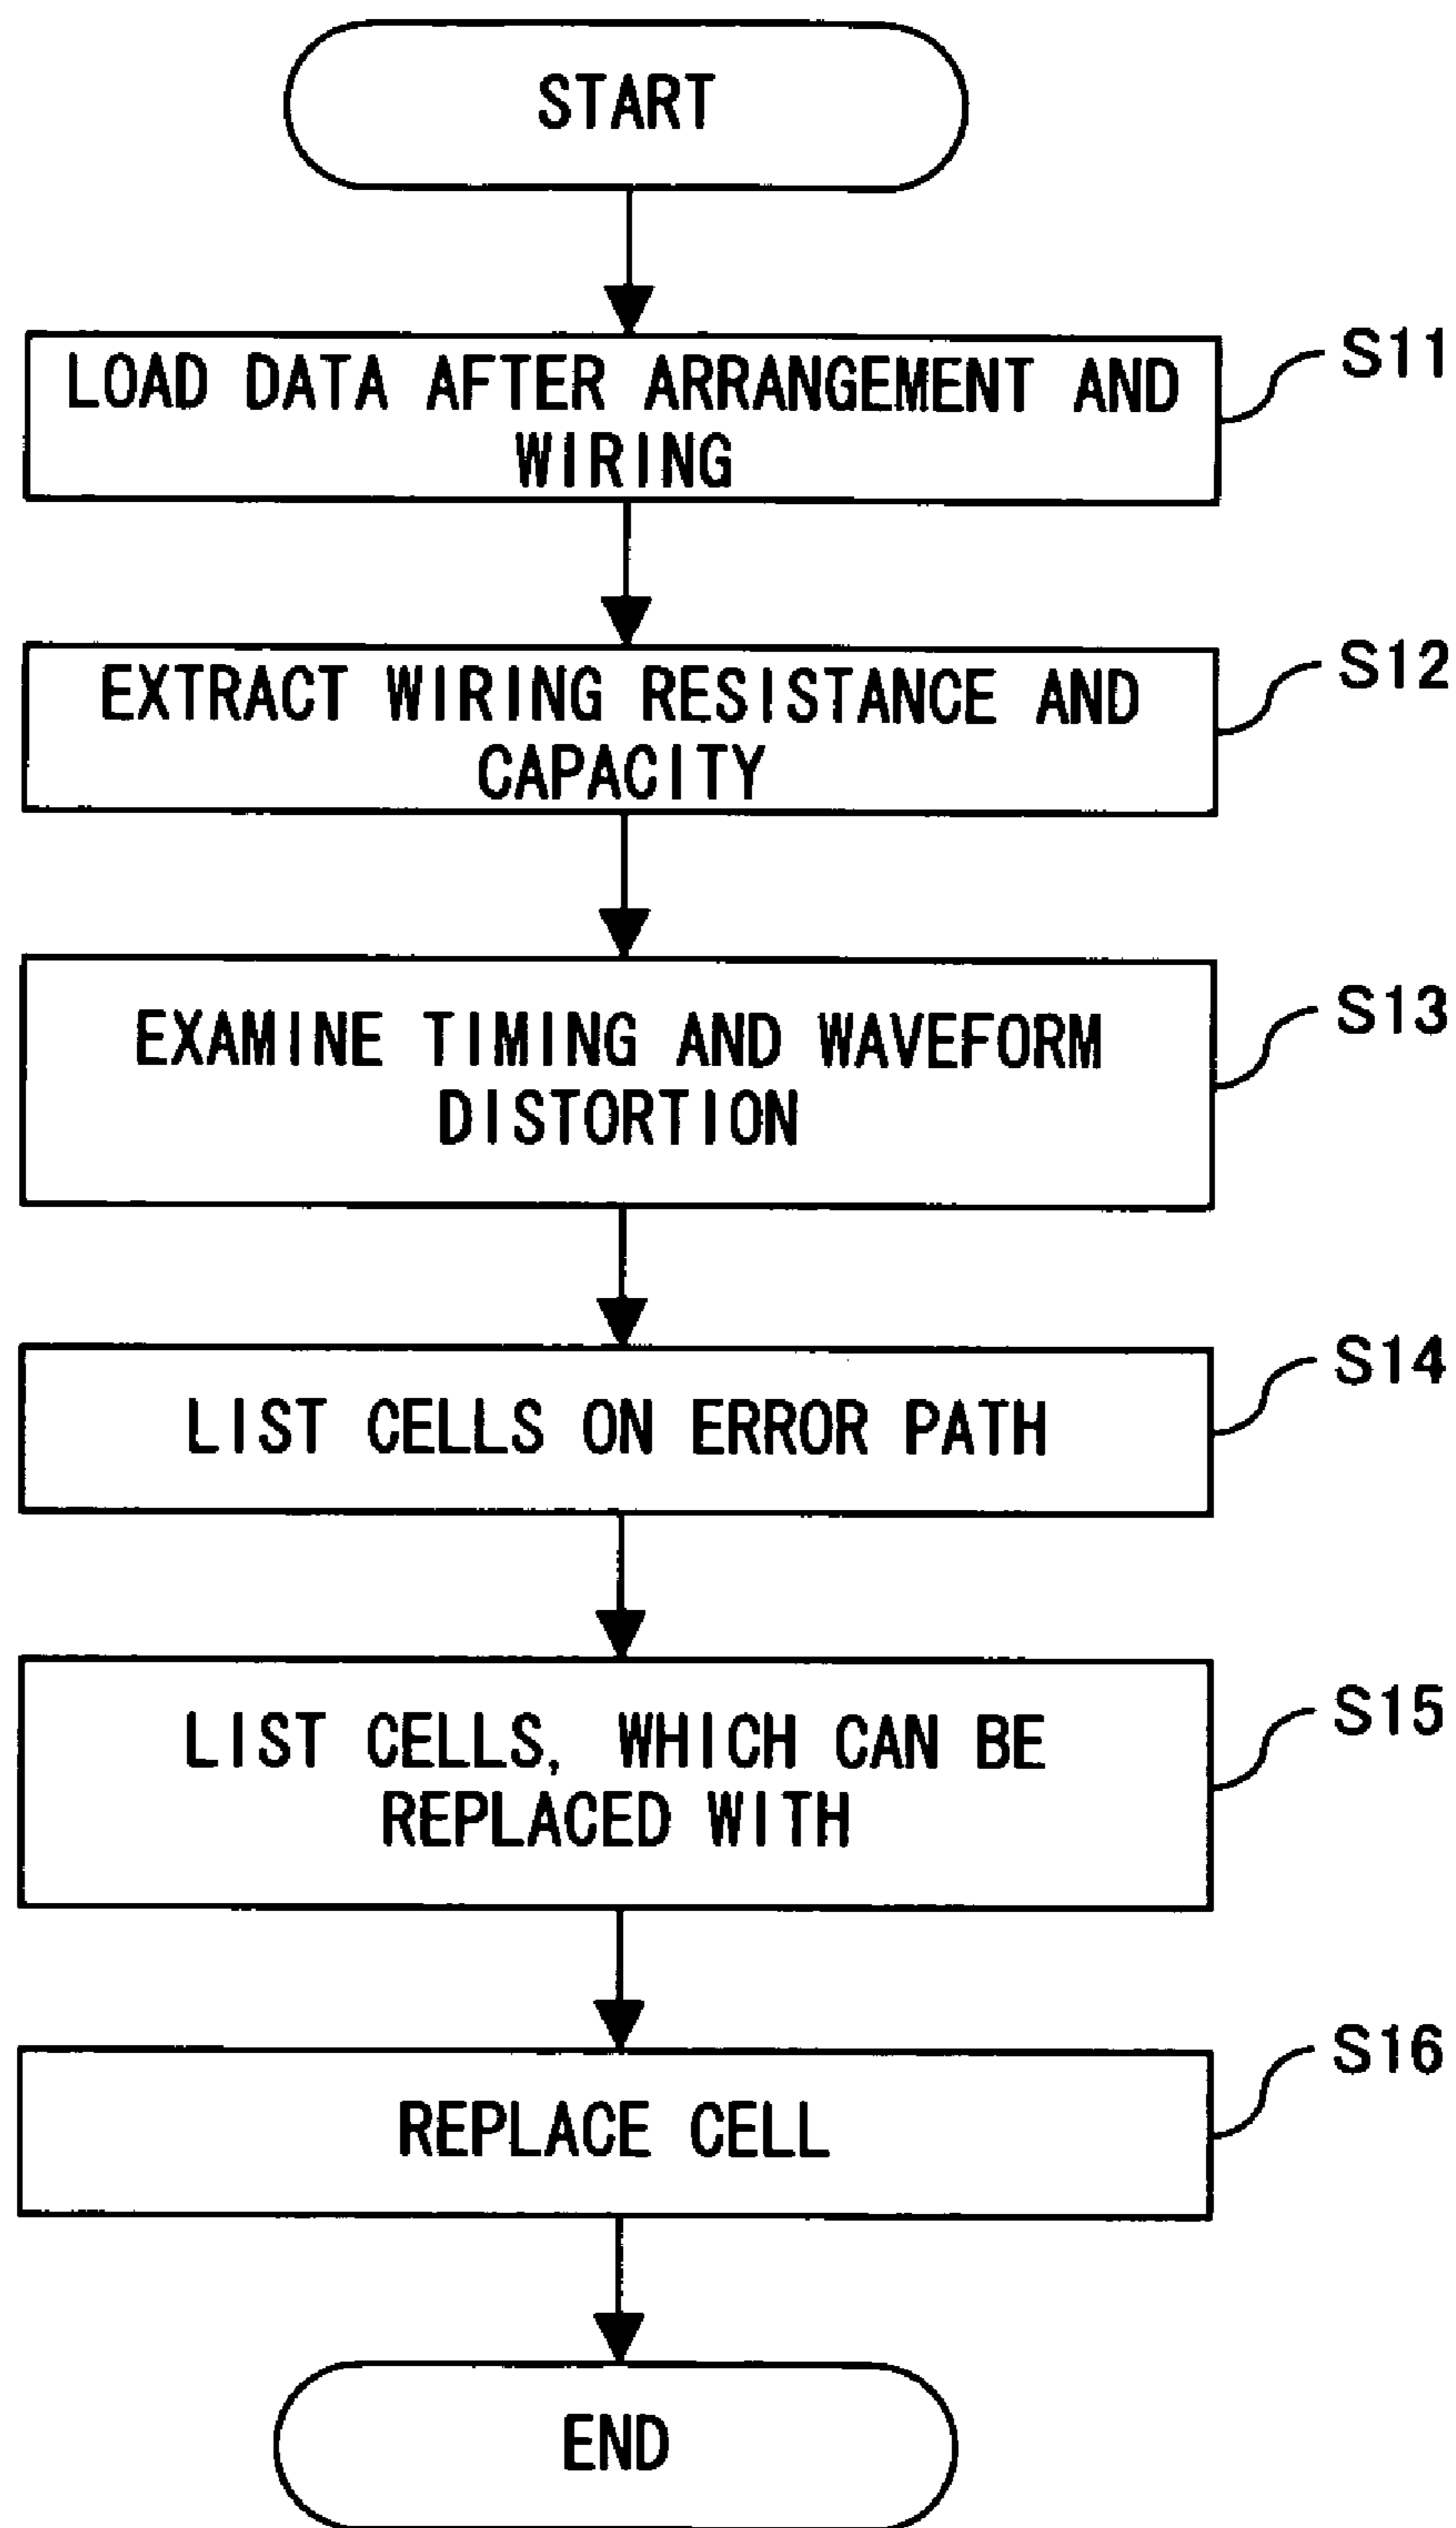 START
LOAD DATA AFTER ARRANGEMENT AND
WIRING
S11
EXTRACT WIRING RESISTANCE AND
CAPACITY
S12
EXAMINE TIMING AND WAVEFORM
DISTORTION
S13
LIST CELLS ON ERROR PATH
S14
LIST CELLS, WHICH CAN BE
REPLACED WITH
S15
REPLACE CELL
S16
END